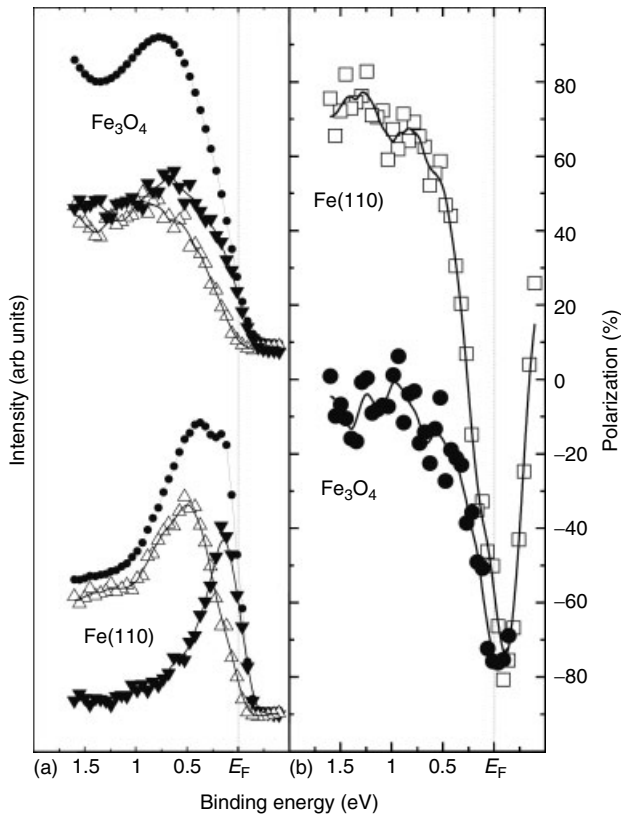 Fe3O4
Fe(110)
Intensity (arb units)
(a)
1.5
1
0.5
EF
Fe(110)
Fe3O4
80
60
40
20
0
−20
−40
−60
−80
Polarization (%)
(b)
1.5
1
0.5
EF
Binding energy (eV)